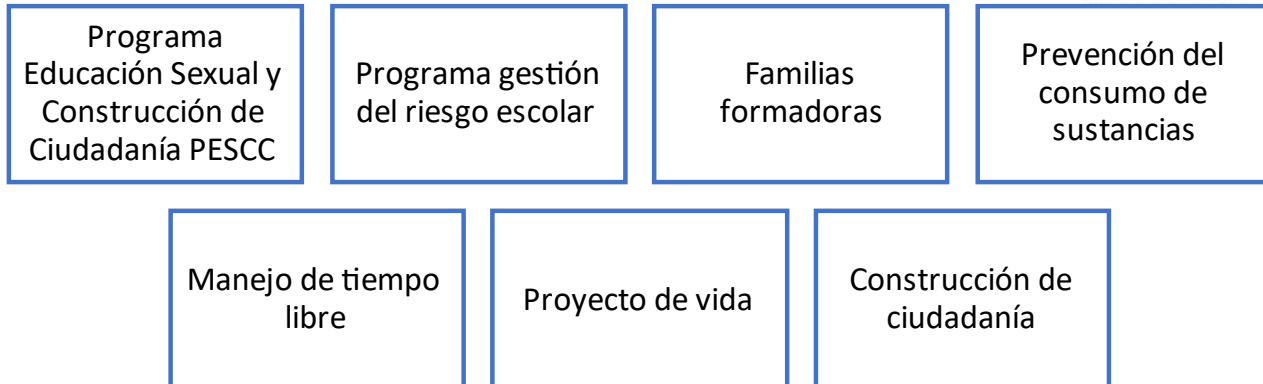 Programa
Educación Sexual y
Construcción de
Ciudadanía PESCC
Programa gestión
del riesgo escolar
Familias
formadoras
Prevención del
consumo de
sustancias
Manejo de tiempo
libre
Proyecto de vida
Construcción de
ciudadanía